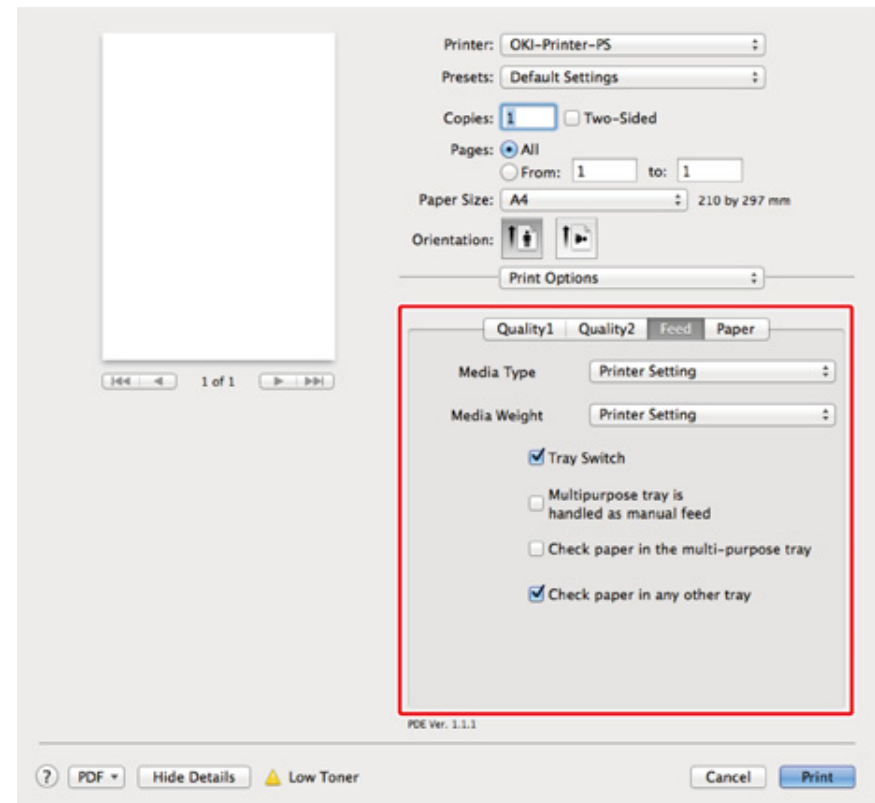 Printer: OKI-Printer-PS
Presets: Default Settings
Copies: 1 Two-Sided
Pages: All
From: 1 to: 1
Paper Size: A4 210 by 297 mm
Orientation:
Print Options
Quality1 Quality2 Feed Paper
Media Type Printer Setting
Media Weight Printer Setting
Tray Switch
Multipurpose tray is
handled as manual feed
Check paper in the multi-purpose tray
Check paper in any other tray
1 of 1
PDE Ver. 1.1.1
? PDF Hide Details Low Toner Cancel Print